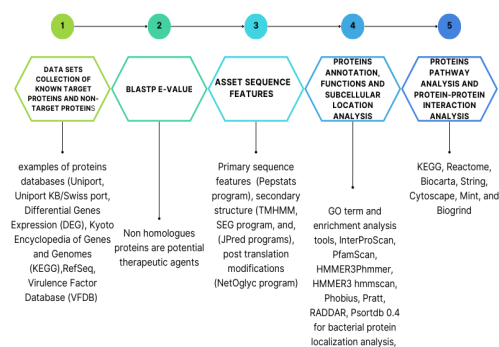 1
2
3
4
5
DATA SETS
COLLECTION OF
KNOWN TARGET
PROTEINS AND NON-
TARGET PROTEINS
BLASTP E-VALUE
ASSET SEQUENCE
FEATURES
PROTEINS
ANNOTATION,
FUNCTIONS AND
SUBCELLULAR
LOCATION
ANALYSIS
PROTEINS
PATHWAY
ANALYSIS AND
PROTEIN-PROTEIN
INTERACTION
ANALYSIS
examples of proteins
databases (Uniport,
Uniport KB/Swiss port,
Differential Genes
Expression (DEG), Kyoto
Encyclopedia of Genes
and Genomes
(KEGG),RefSeq,
Virulence Factor
Database (VFDB)
Non homologues
proteins are potential
therapeutic agents
Primary sequence
features (Pepstats
program), secondary
structure (TMHMM,
SEG program, and,
(JPred programs),
post translation
modifications
(NetOglyc program)
GO term and
enrichment analysis
tools, InterProScan,
PfamScan,
HMMER3Phmmer,
HMMER3 hmmscan,
Phobius, Pratt,
RADDAR, Psortdb 0.4
for bacterial protein
localization analysis,
KEGG, Reactome,
Biocarta, String,
Cytoscape, Mint, and
Biogrind